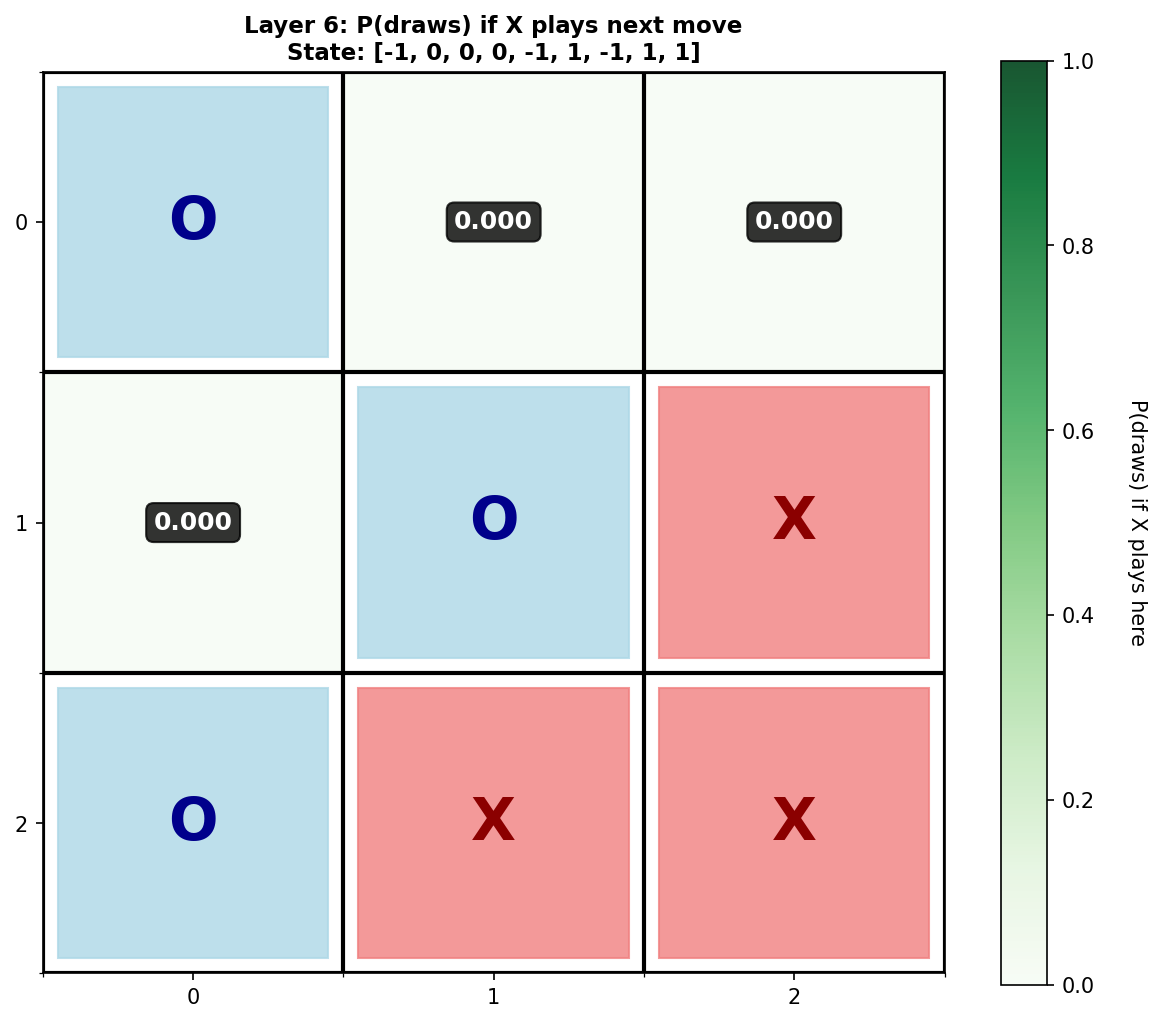 Layer 6: P(draws) if X plays next move
State: [-1, 0, 0, 0, -1, 1, -1, 1, 1]
O
0.000
0.000
0.000
O
X
O
X
X
0
1
2
0
1
2
1.0
0.8
0.6
0.4
0.2
0.0
P(draws) if X plays here